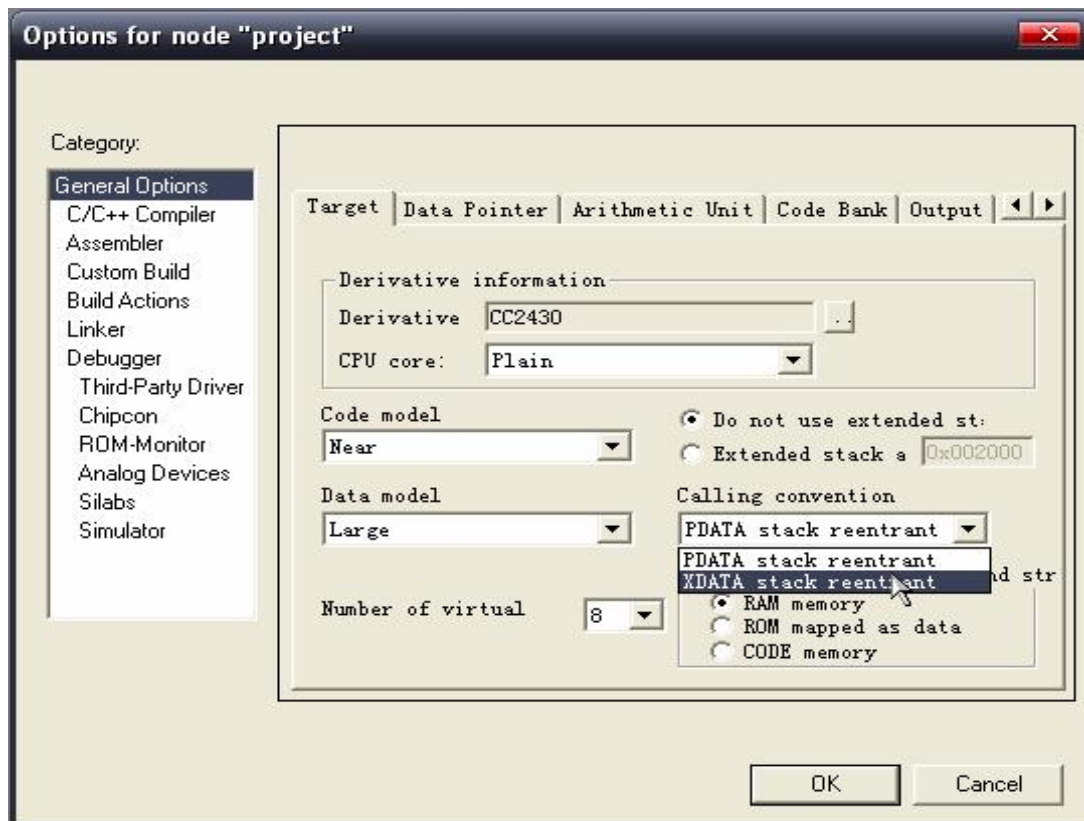 Options for node "project"
Category:
General Options
C/C++ Compiler
Assembler
Custom Build
Build Actions
Linker
Debugger
Third-Party Driver
Chipcon
ROM-Monitor
Analog Devices
Silabs
Simulator
Target Data Pointer Arithmetic Unit Code Bank Output
Derivative information
Derivative CC2430 ..
CPU core: Plain
Code model
Near
Do not use extended st
Extended stack a 0x002000
Data model
Large
Calling convention
PDATA stack reentrant
PDATA stack reentrant
XDATA stack reentrant
nd str
Number of virtual 8
RAM memory
ROM mapped as data
CODE memory
OK Cancel